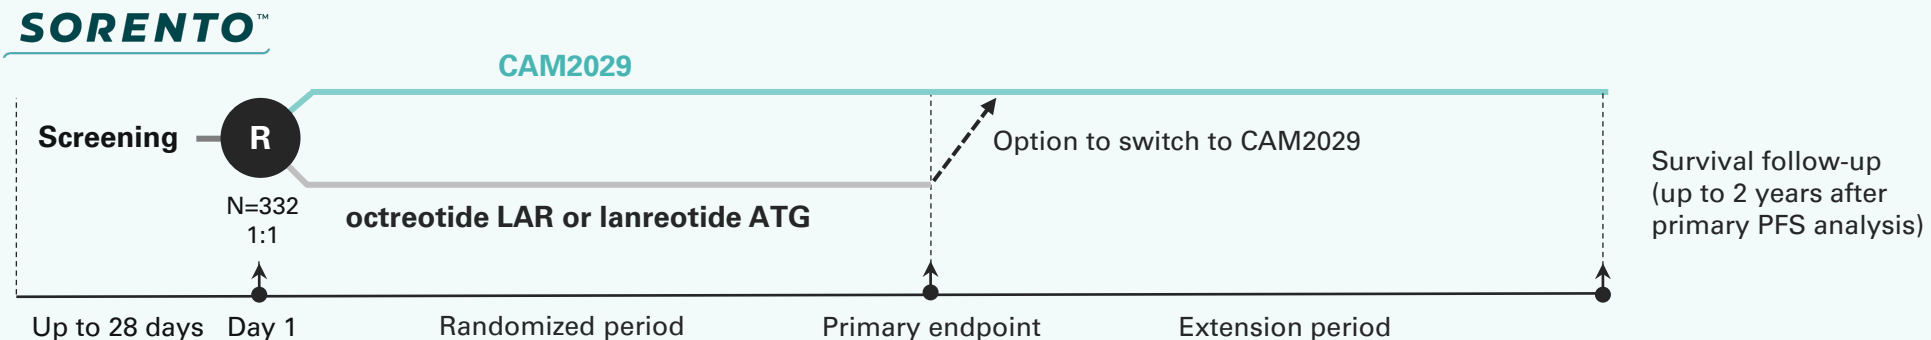 SORENTO™
CAM2029
Screening
R
Option to switch to CAM2029
N=332
1:1
octreotide LAR or lanreotide ATG
Survival follow-up
(up to 2 years after
primary PFS analysis)
Up to 28 days
Day 1
Randomized period
Primary endpoint
Extension period